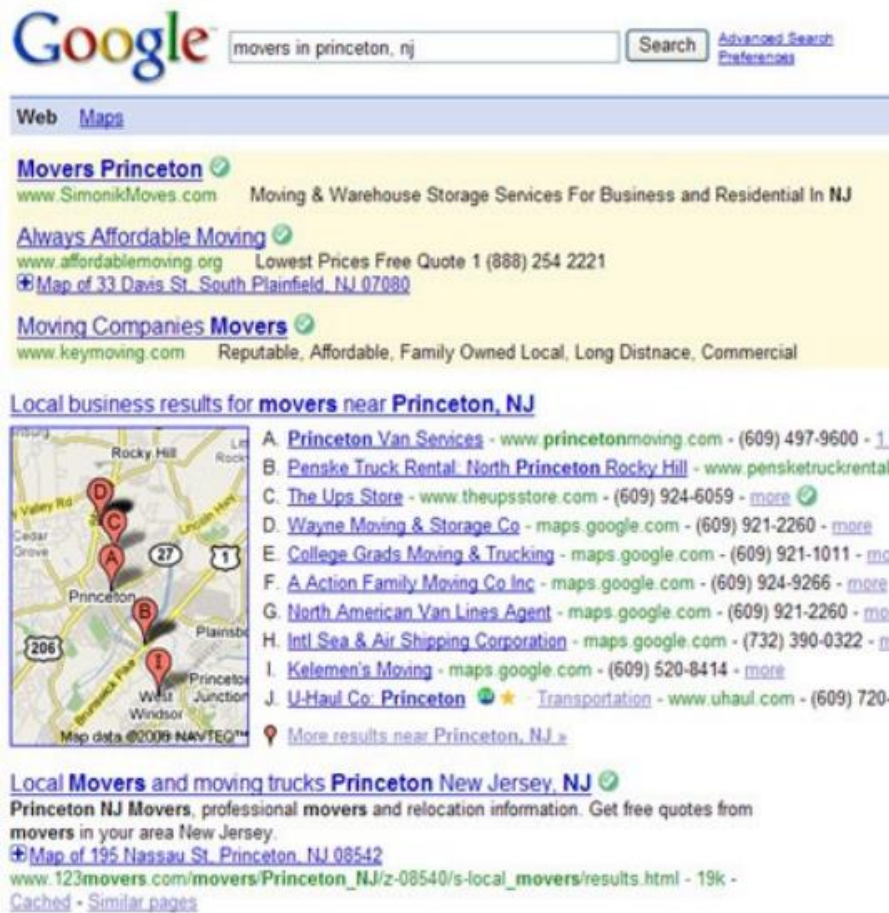 Google movers in princeton, nj Search Advanced Search
Preferences
Web Maps
Movers Princeton
www.SimonikMoves.com Moving & Warehouse Storage Services For Business and Residential In NJ
Always Affordable Moving
www.affordablemoving.org Lowest Prices Free Quote 1 (888) 254 2221
Map of 33 Davis St, South Plainfield, NJ 07080
Moving Companies Movers
www.keymoving.com Reputable, Affordable, Family Owned Local, Long Distnace, Commercial
Local business results for movers near Princeton, NJ
Rocky Hill
Rock
D
y Valley Rd
C
Lincoln Hwy
Cedar
Grove
A
27
1
Princeton
B
Plainsbo
206
I
Princeton
Junction
West
Windsor
Brunswick Pike
Map data ©2008 NAVTEQ™
A. Princeton Van Services - www.princetonmoving.com - (609) 497-9600 - 1
B. Penske Truck Rental: North Princeton Rocky Hill - www.pensketruckrental
C. The Ups Store - www.theupsstore.com - (609) 924-6059 - more
D. Wayne Moving & Storage Co - maps.google.com - (609) 921-2260 - more
E. College Grads Moving & Trucking - maps.google.com - (609) 921-1011 - mo
F. A Action Family Moving Co Inc - maps.google.com - (609) 924-9266 - more
G. North American Van Lines Agent - maps.google.com - (609) 921-2260 - mo
H. Intl Sea & Air Shipping Corporation - maps.google.com - (732) 390-0322 - m
I. Kelemen's Moving - maps.google.com - (609) 520-8414 - more
J. U-Haul Co: Princeton - Transportation - www.uhaul.com - (609) 720-
More results near Princeton, NJ »
Local Movers and moving trucks Princeton New Jersey, NJ
Princeton NJ Movers, professional movers and relocation information. Get free quotes from
movers in your area New Jersey.
Map of 195 Nassau St, Princeton, NJ 08542
www.123movers.com/movers/Princeton_NJ/z-08540/s-local_movers/results.html - 19k -
Cached - Similar pages